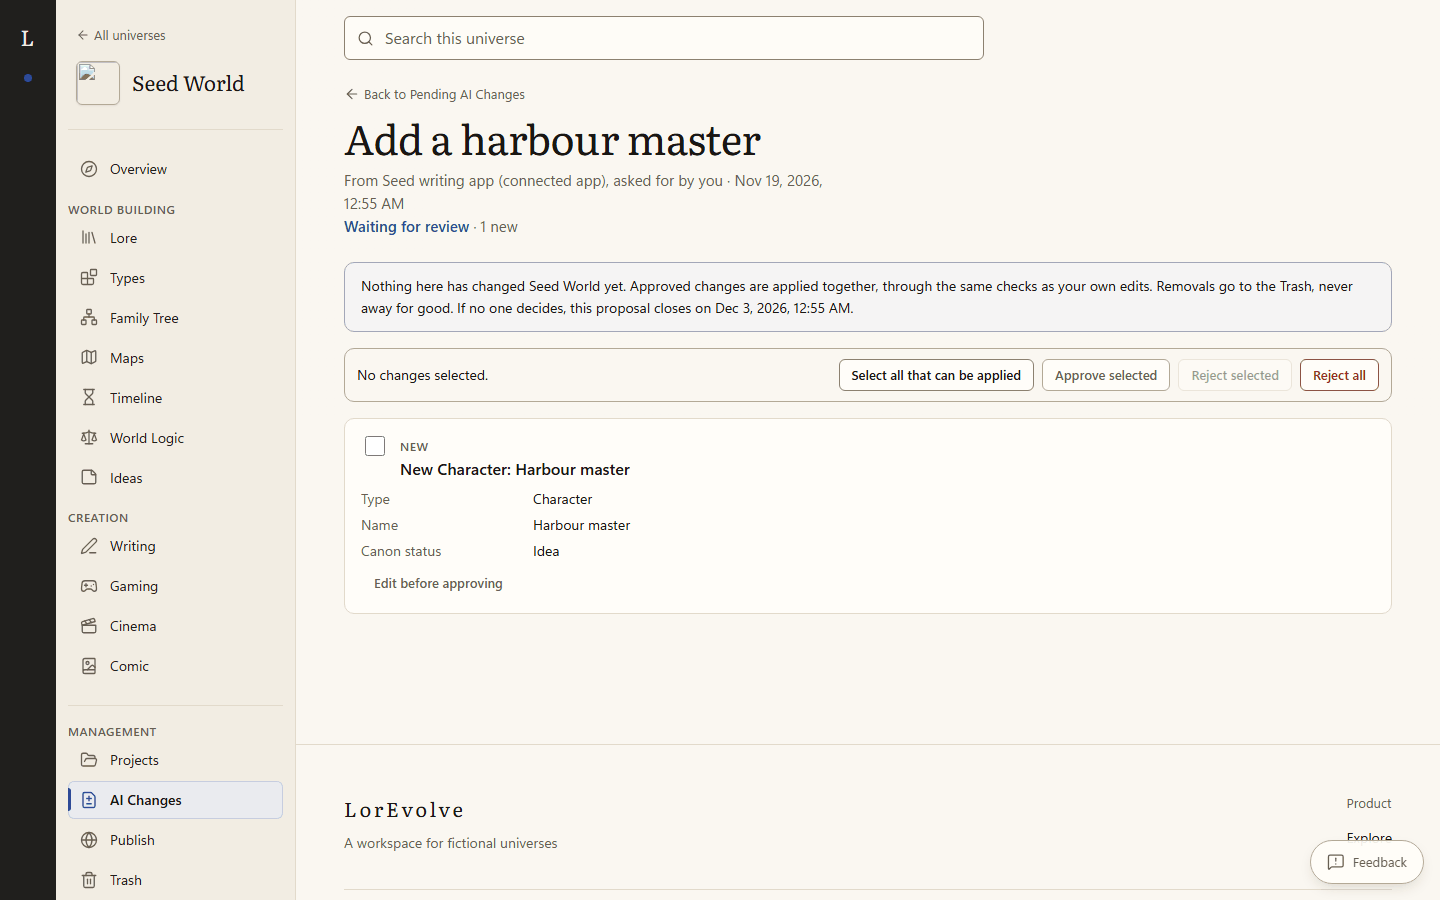 L
All universes
Seed World
Overview
WORLD BUILDING
Lore
Types
Family Tree
Maps
Timeline
World Logic
Ideas
CREATION
Writing
Gaming
Cinema
Comic
MANAGEMENT
Projects
AI Changes
Publish
Trash
Search this universe
Back to Pending AI Changes
Add a harbour master
From Seed writing app (connected app), asked for by you · Nov 19, 2026,
12:55 AM
Waiting for review · 1 new
Nothing here has changed Seed World yet. Approved changes are applied together, through the same checks as your own edits. Removals go to the Trash, never
away for good. If no one decides, this proposal closes on Dec 3, 2026, 12:55 AM.
No changes selected.
Select all that can be applied
Approve selected
Reject selected
Reject all
NEW
New Character: Harbour master
Type Character
Name Harbour master
Canon status Idea
Edit before approving
LorEvolve
A workspace for fictional universes
Product
Explore
Feedback